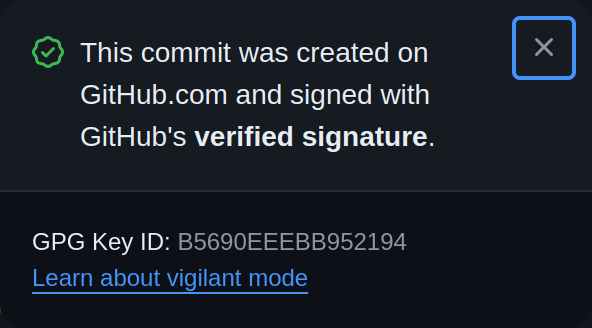 This commit was created on
GitHub.com and signed with
GitHub's verified signature.
GPG Key ID: B5690EEEBB952194
Learn about vigilant mode